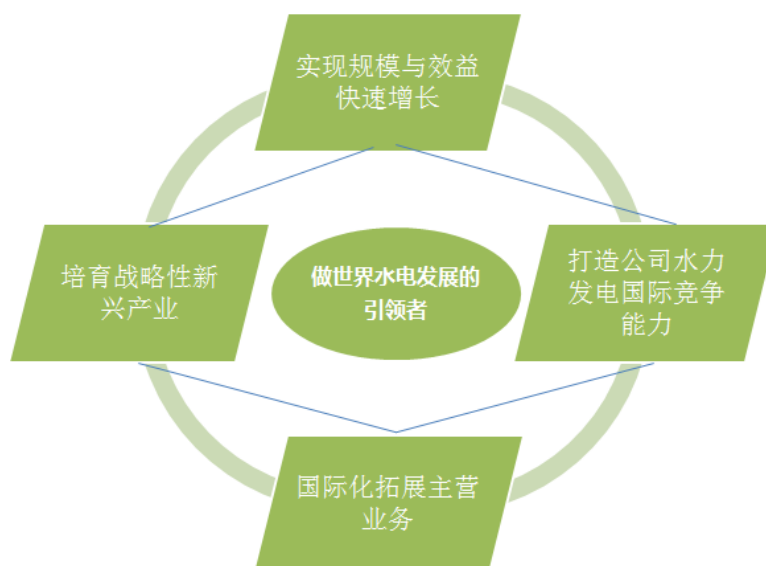 实现规模与效益
快速增长
培育战略性新
兴产业
做世界水电发展的
引领者
打造公司水力
发电国际竞争
能力
国际化拓展主营
业务